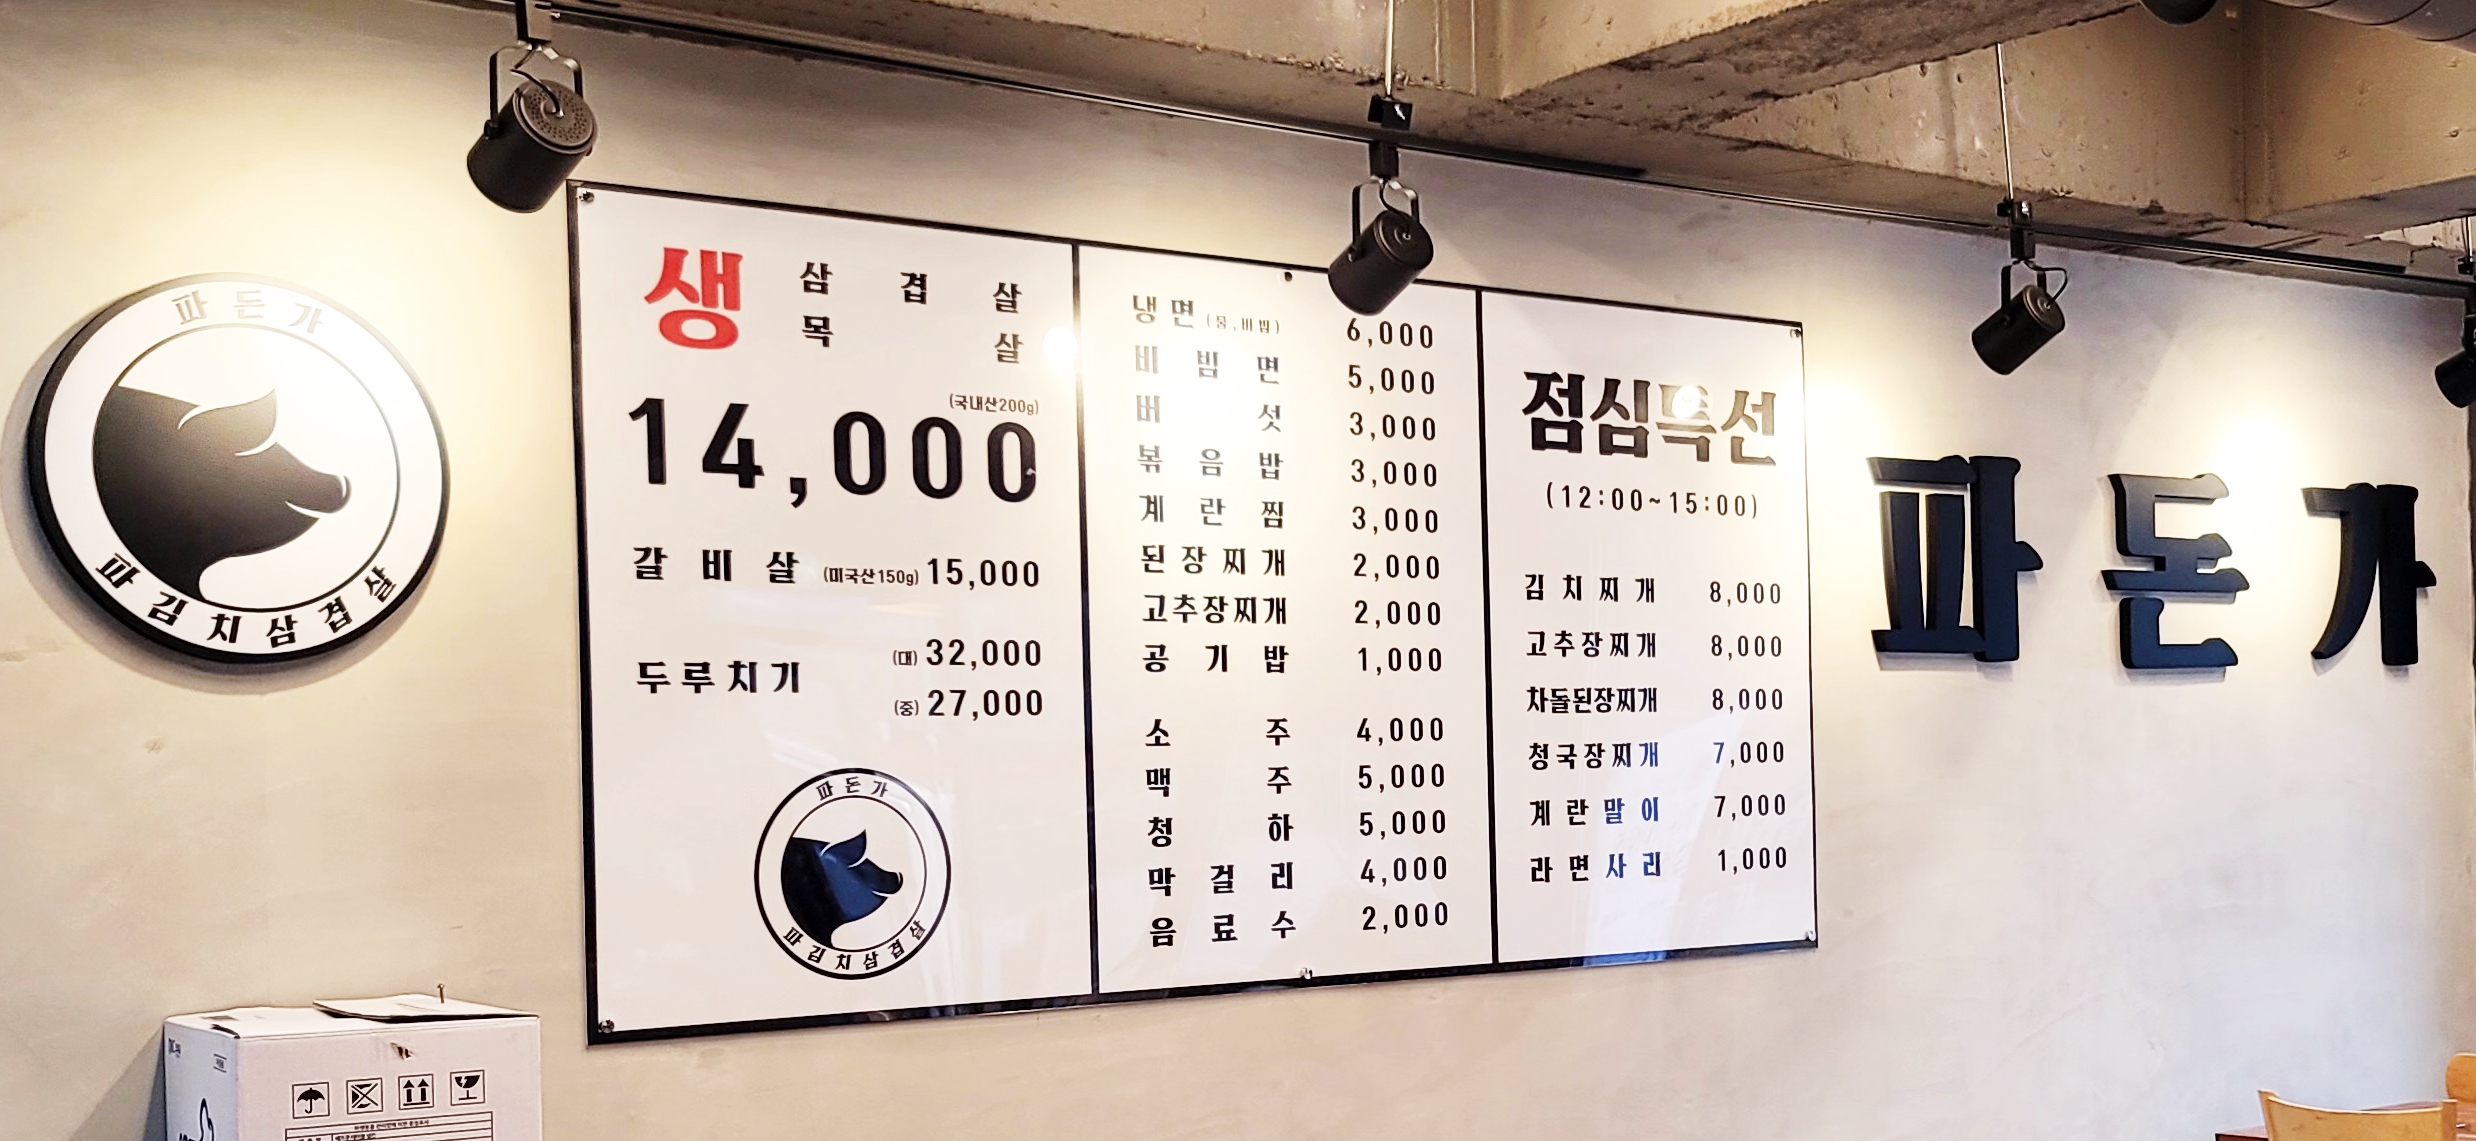 파돈가
파김치삼겹살
생 삼겹살
목살
(국내산200g)
14,000
갈비살 (미국산150g) 15,000
두루치기 (대) 32,000
(중) 27,000
파돈가
파김치삼겹살
냉면 (물,비빔) 6,000
비빔면 5,000
버섯 3,000
볶음밥 3,000
계란찜 3,000
된장찌개 2,000
고추장찌개 2,000
공기밥 1,000
소주 4,000
맥주 5,000
청하 5,000
막걸리 4,000
음료수 2,000
점심특선
(12:00~15:00)
김치찌개 8,000
고추장찌개 8,000
차돌된장찌개 8,000
청국장찌개 7,000
계란말이 7,000
라면사리 1,000
파돈가